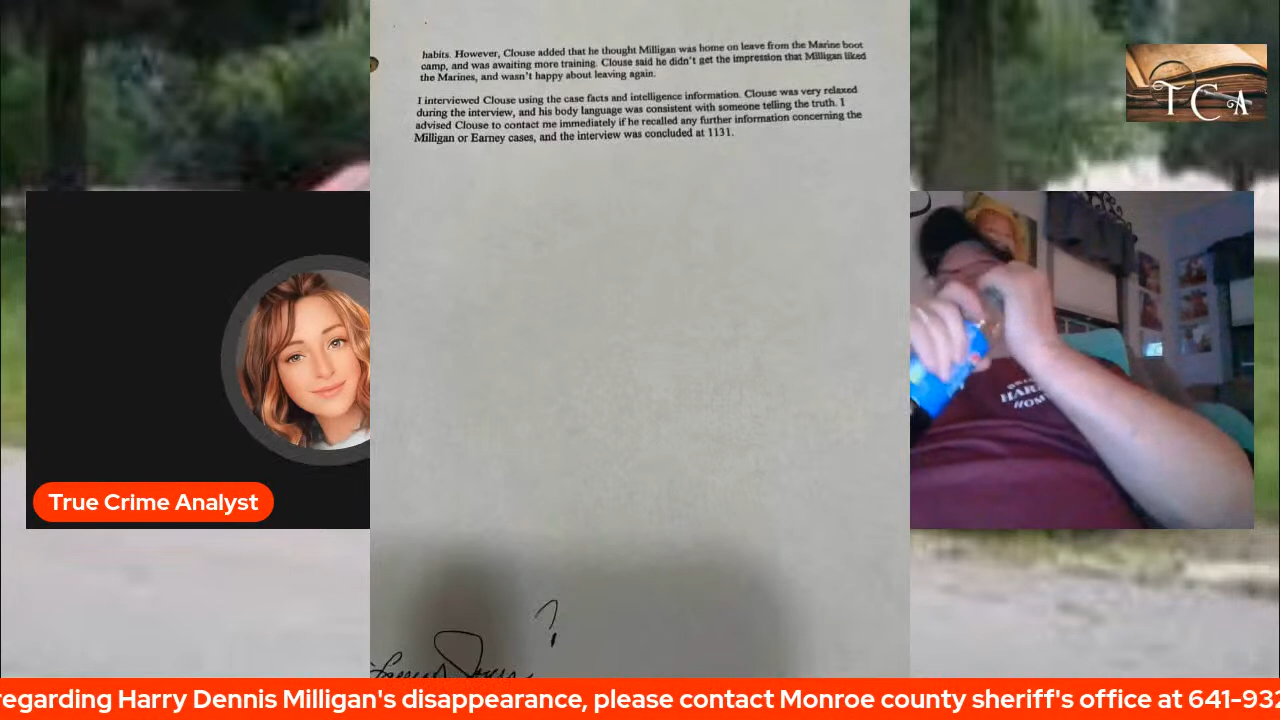 habits. However, Clouse added that he thought Milligan was home on leave from the Marine boot
camp, and was awaiting more training. Clouse said he didn't get the impression that Milligan liked
the Marines, and wasn't happy about leaving again.
I interviewed Clouse using the case facts and intelligence information. Clouse was very relaxed
during the interview, and his body language was consistent with someone telling the truth. I
advised Clouse to contact me immediately if he recalled any further information concerning the
Milligan or Earney cases, and the interview was concluded at 1131.
?
TCA
True Crime Analyst
regarding Harry Dennis Milligan's disappearance, please contact Monroe county sheriff's office at 641-932